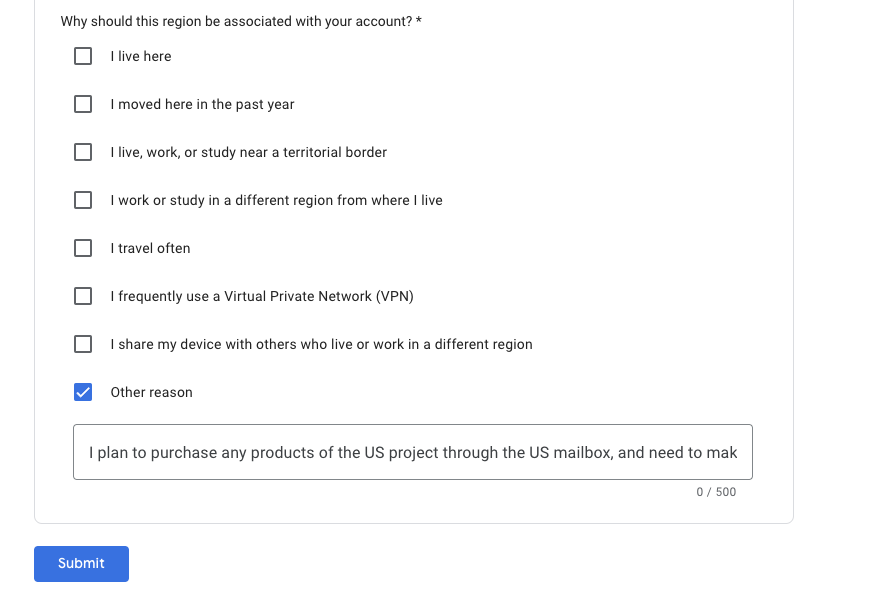 Why should this region be associated with your account? *
I live here
I moved here in the past year
I live, work, or study near a territorial border
I work or study in a different region from where I live
I travel often
I frequently use a Virtual Private Network (VPN)
I share my device with others who live or work in a different region
Other reason
I plan to purchase any products of the US project through the US mailbox, and need to mak
0 / 500
Submit